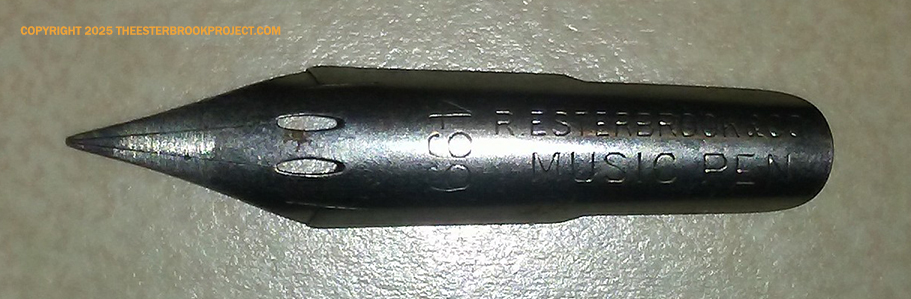 COPYRIGHT 2025 THEESTERBROOKPROJECT.COM
R. ESTERBROOK & CO
MUSIC PEN